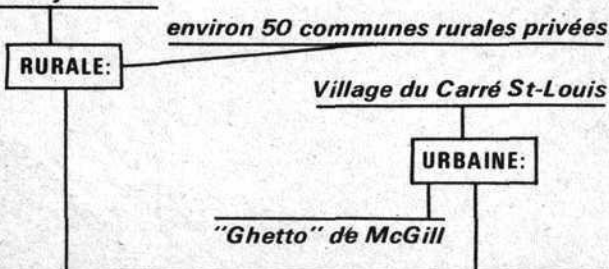 environ 50 communes rurales privées
RURALE:
Village du Carré St-Louis
URBAINE:
"Ghetto" de McGill